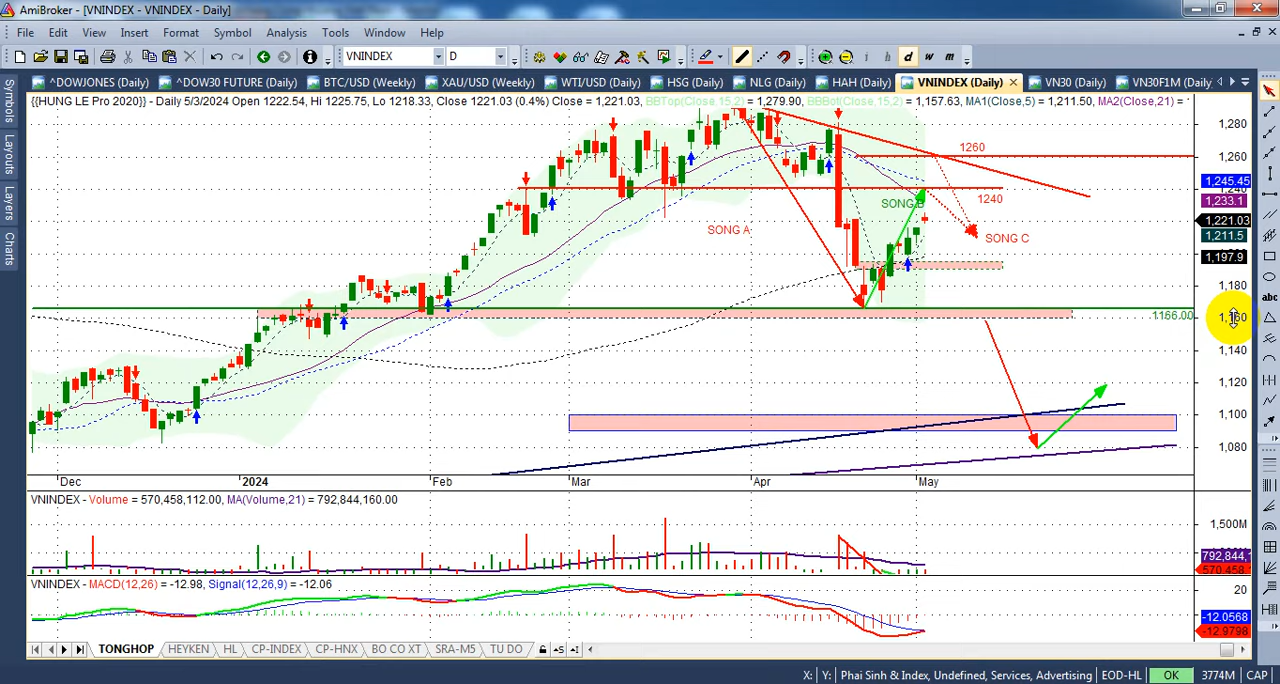 AmiBroker - [VNINDEX - VNINDEX - Daily]
File Edit View Insert Format Symbol Analysis Tools Window Help
VNINDEX D i h d w m
Symbols
Layouts
Layers
Charts
^DOWJONES (Daily) ^DOW30 FUTURE (Daily) BTC/USD (Weekly) XAU/USD (Weekly) WTI/USD (Daily) HSG (Daily) NLG (Daily) HAH (Daily) VNINDEX (Daily) VN30 (Daily) VN30F1M (Daily)
{{HUNG LE Pro 2020}} - Daily 5/3/2024 Open 1222.54, Hi 1225.75, Lo 1218.33, Close 1221.03 (0.4%) Close = 1,221.03, BBTop(Close,15,2) = 1,279.90, BBBot(Close,15,2) = 1,157.63, MA1(Close,5) = 1,211.50, MA2(Close,21) =
1,280
1260
1,260
1,245.45
1240
1,233.1
SONG B
1,221.03
SONG A
SONG C
1,211.5
1,197.9
1,180
1166.00
1,160
1,140
1,120
1,100
1,080
Dec 2024 Feb Mar Apr May
VNINDEX - Volume = 570,458,112.00, MA(Volume,21) = 792,844,160.00
1,500M
792,844,
570,458,
VNINDEX - MACD(12,26) = -12.98, Signal(12,26,9) = -12.06
20
-12.0568
-12.9798
abc
TONGHOP HEYKEN HL CP-INDEX CP-HNX BO CO XT SRA-M5 TU DO
X: Y: Phai Sinh & Index, Undefined, Services, Advertising EOD-HL OK 3774M CAP